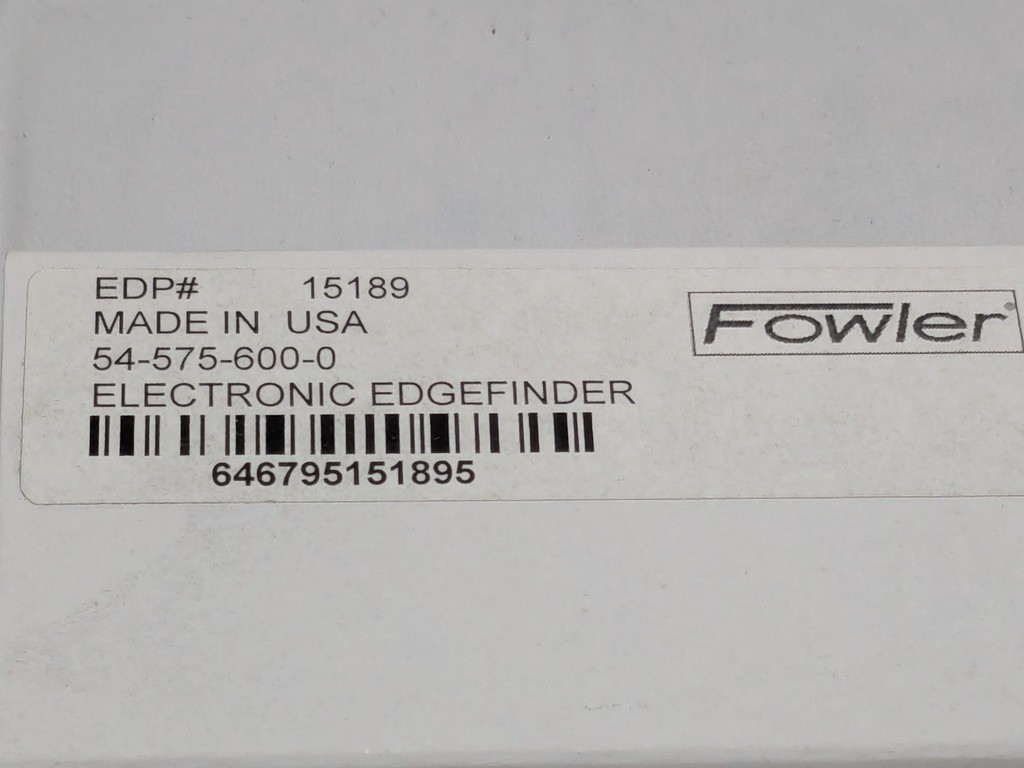 EDP# 15189
MADE IN USA
54-575-600-0
ELECTRONIC EDGEFINDER
646795151895
Fowler®